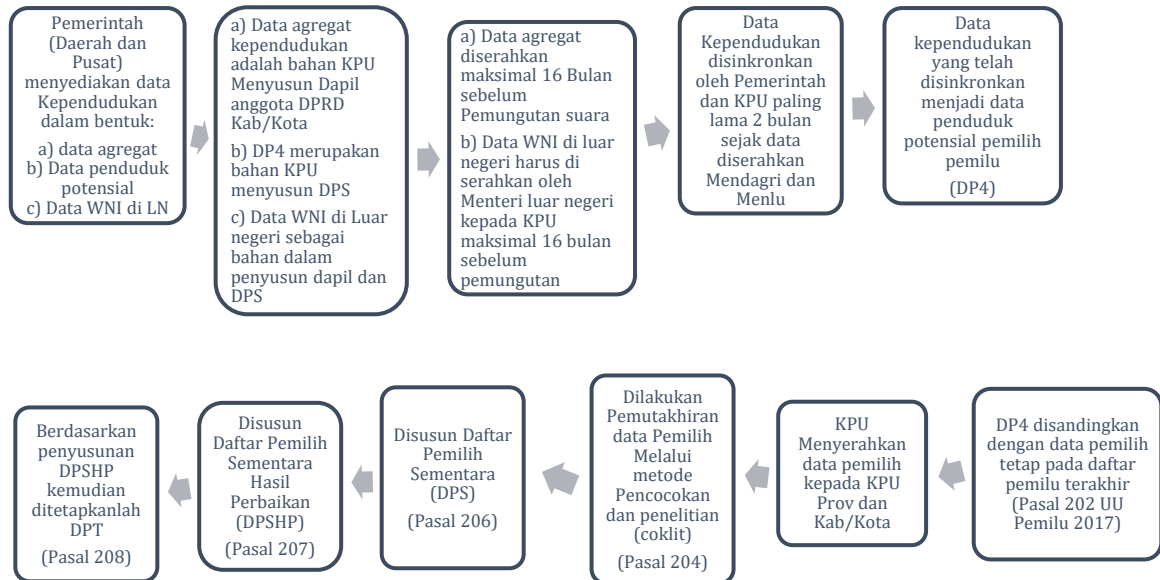 Pemerintah
(Daerah dan
Pusat)
menyediakan data
Kependudukan
dalam bentuk:
a) data agregat
b) Data penduduk
potensial
c) Data WNI di LN
a) Data agregat
kependudukan
adalah bahan KPU
Menyusun Dapil
anggota DPRD
Kab/Kota
b) DP4 merupakan
bahan KPU
menyusun DPS
c) Data WNI di Luar
negeri sebagai
bahan dalam
penyusun dapil dan
DPS
a) Data agregat
diserahkan
maksimal 16 Bulan
sebelum
Pemungutan suara
b) Data WNI di luar
negeri harus di
serahkan oleh
Menteri luar negeri
kepada KPU
maksimal 16 bulan
sebelum
pemungutan
Data
Kependudukan
disinkronkan
oleh Pemerintah
dan KPU paling
lama 2 bulan
sejak data
diserahkan
Mendagri dan
Menlu
Data
kependudukan
yang telah
disinkronkan
menjadi data
penduduk
potensial pemilih
pemilu
(DP4)
DP4 disandingkan
dengan data pemilih
tetap pada daftar
pemilu terakhir
(Pasal 202 UU
Pemilu 2017)
KPU
Menyerahkan
data pemilih
kepada KPU
Prov dan
Kab/Kota
Dilakukan
Pemutakhiran
data Pemilih
Melalui
metode
Pencocokan
dan penelitian
(coklit)
(Pasal 204)
Disusun Daftar
Pemilih
Sementara
(DPS)
(Pasal 206)
Disusun
Daftar Pemilih
Sementara
Hasil
Perbaikan
(DPSHP)
(Pasal 207)
Berdasarkan
penyusunan
DPSHP
kemudian
ditetapkanlah
DPT
(Pasal 208)